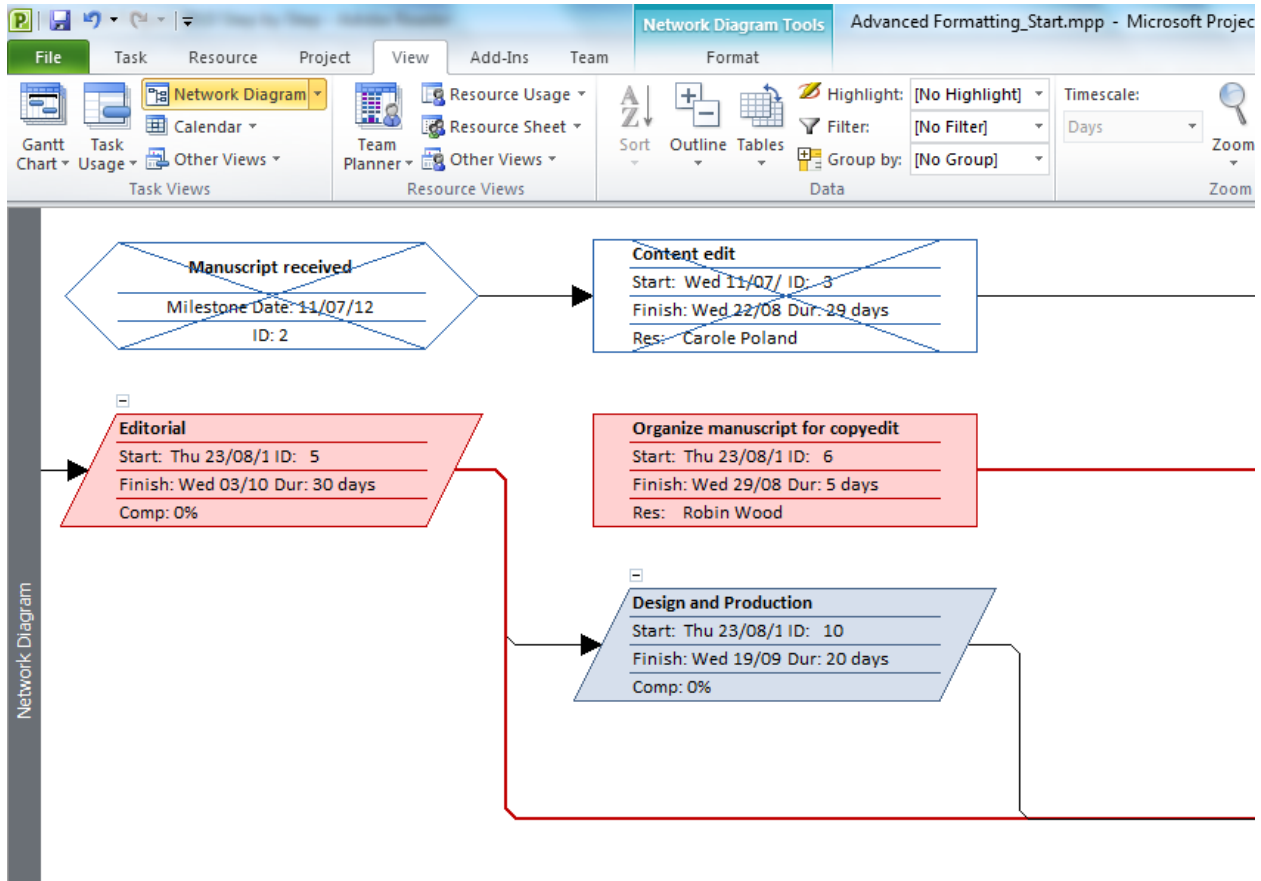 Network Diagram Tools Advanced Formatting_Start.mpp - Microsoft Projec
File Task Resource Project View Add-Ins Team Format
Network Diagram Resource Usage Highlight: [No Highlight] Timescale:
Calendar Resource Sheet Filter: [No Filter] Days
Gantt Chart Task Usage Other Views Team Planner Other Views Sort Outline Tables Group by: [No Group] Zoom
Task Views Resource Views Data Zoom
Manuscript received
Milestone Date: 11/07/12
ID: 2
Content edit
Start: Wed 11/07/ ID: 3
Finish: Wed 22/08 Dur: 29 days
Res: Carole Poland
Editorial
Start: Thu 23/08/1 ID: 5
Finish: Wed 03/10 Dur: 30 days
Comp: 0%
Organize manuscript for copyedit
Start: Thu 23/08/1 ID: 6
Finish: Wed 29/08 Dur: 5 days
Res: Robin Wood
Design and Production
Start: Thu 23/08/1 ID: 10
Finish: Wed 19/09 Dur: 20 days
Comp: 0%
Network Diagram